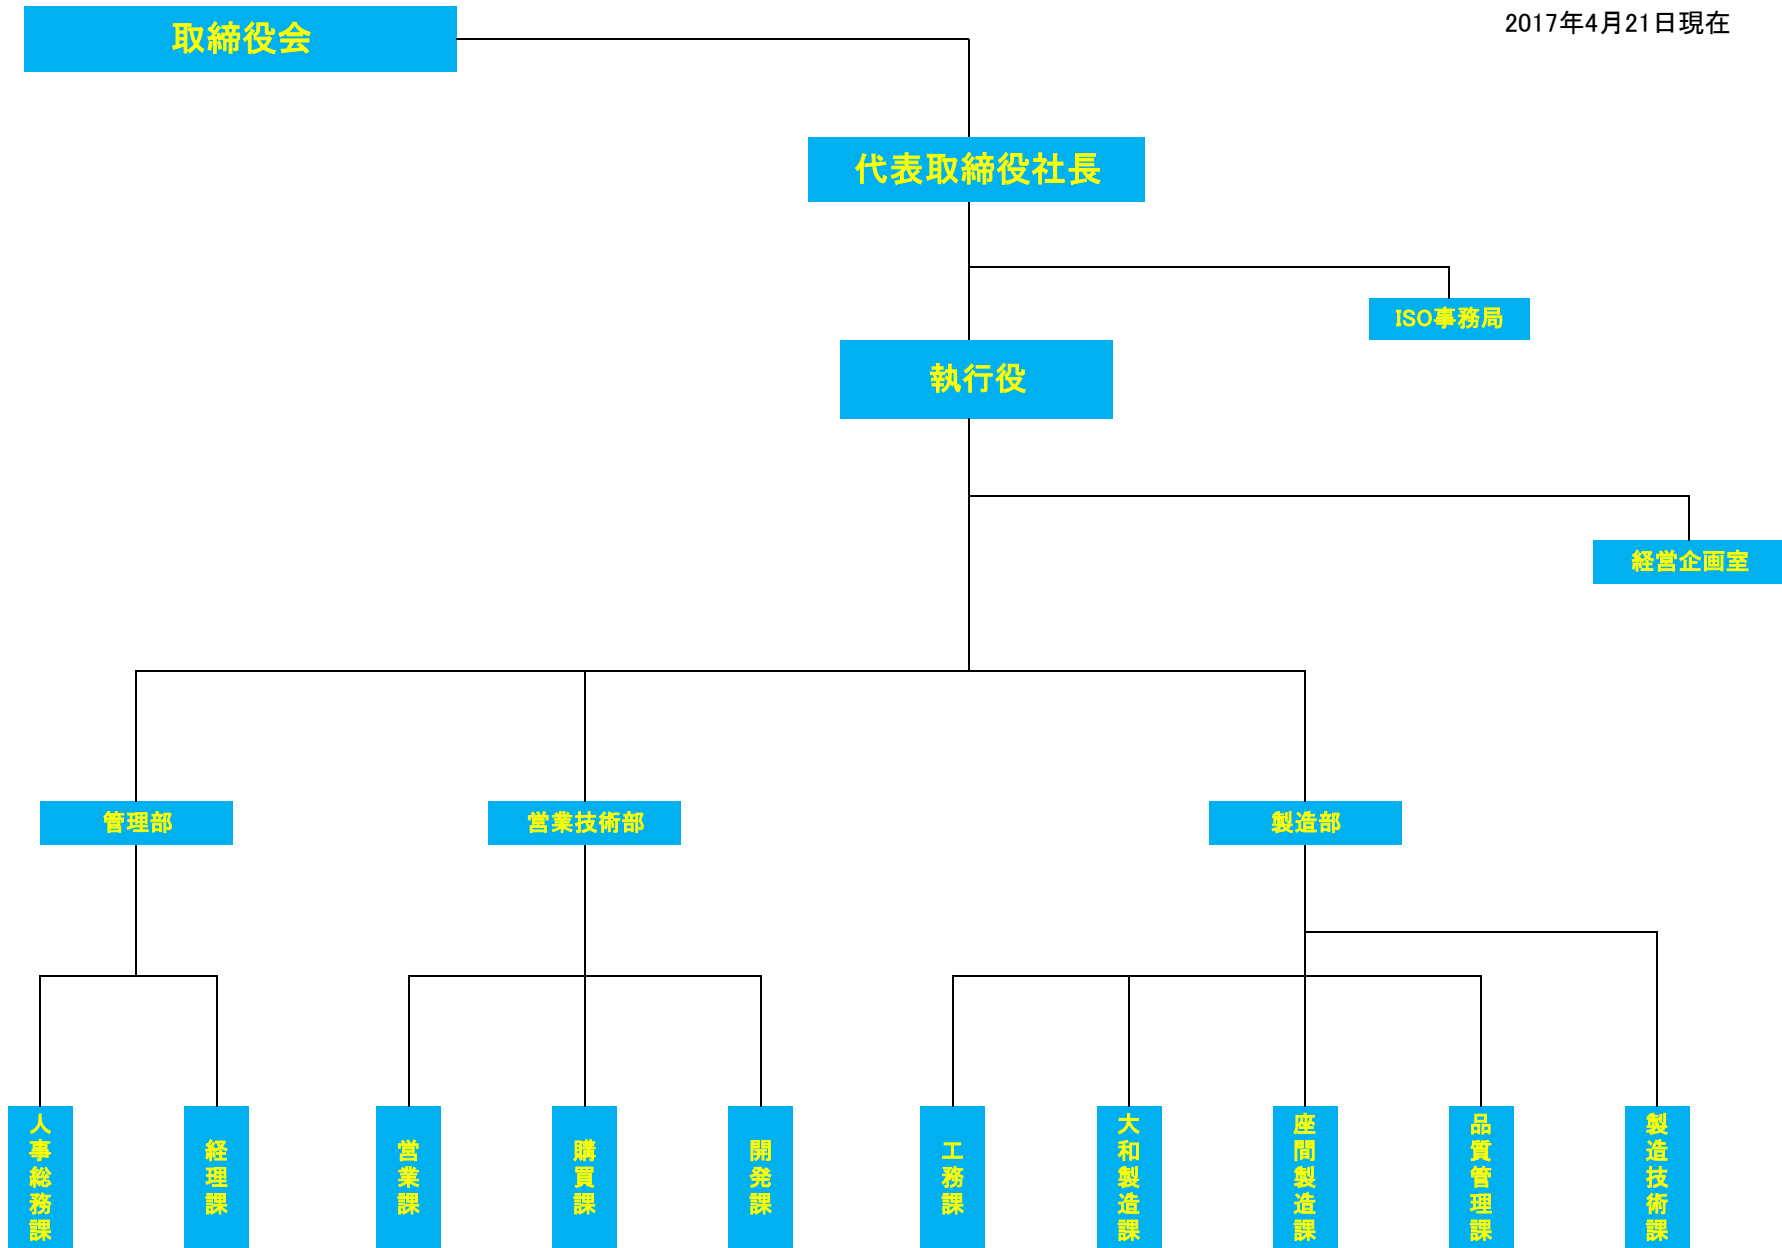 取締役会
2017年4月21日現在
代表取締役社長
ISO事務局
執行役
経営企画室
管理部
営業技術部
製造部
人事総務課
経理課
営業課
購買課
開発課
工務課
大和製造課
座間製造課
品質管理課
製造技術課